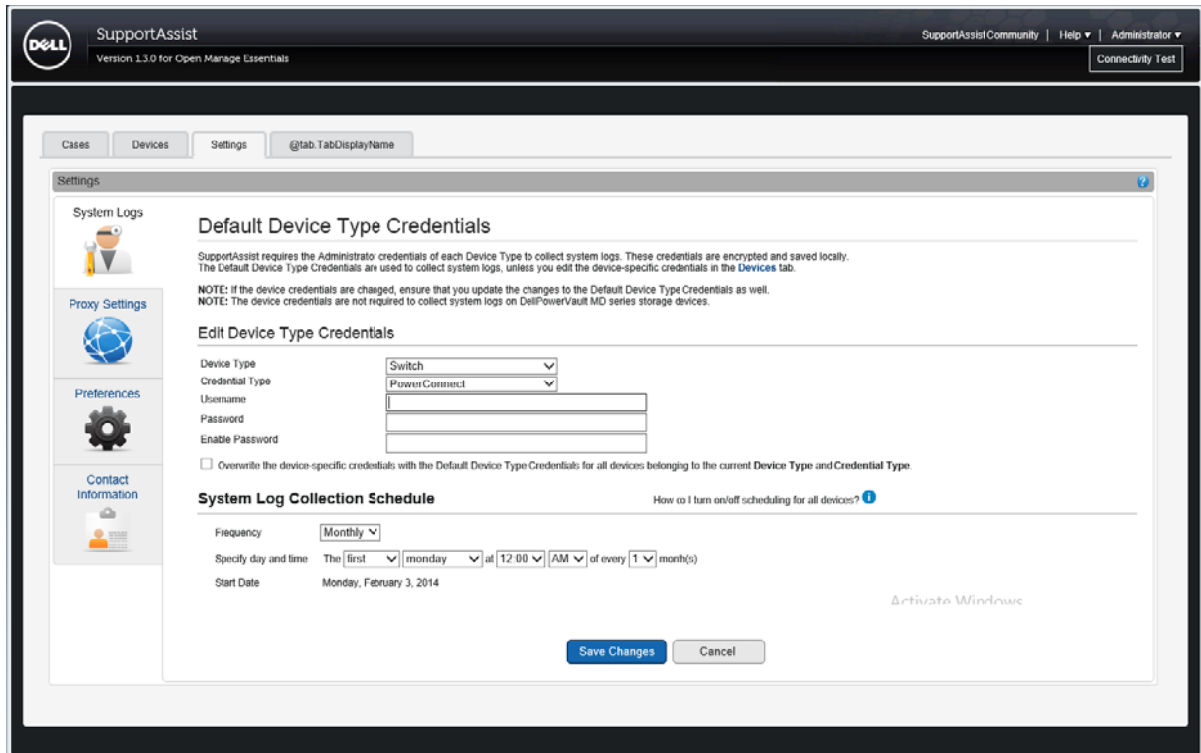 DELL
SupportAssist
Version 1.3.0 for Open Manage Essentials
SupportAssistCommunity | Help ▾ | Administrator ▾
Connectivity Test
Cases Devices Settings @tab.TabDisplayName
Settings
?
System Logs
Proxy Settings
Preferences
Contact
Information
Default Device Type Credentials
SupportAssist requires the Administrator credentials of each Device Type to collect system logs. These credentials are encrypted and saved locally.
The Default Device Type Credentials are used to collect system logs, unless you edit the device-specific credentials in the Devices tab.
NOTE: If the device credentials are changed, ensure that you update the changes to the Default Device Type Credentials as well.
NOTE: The device credentials are not required to collect system logs on DellPowerVault MD series storage devices.
Edit Device Type Credentials
Device Type Switch
Credential Type PowerConnect
Username
Password
Enable Password
Overwrite the device-specific credentials with the Default Device Type Credentials for all devices belonging to the current Device Type and Credential Type.
System Log Collection Schedule How do I turn on/off scheduling for all devices? i
Frequency Monthly
Specify day and time The first monday at 12:00 AM of every 1 month(s)
Start Date Monday, February 3, 2014
Activate Windows
Save Changes Cancel